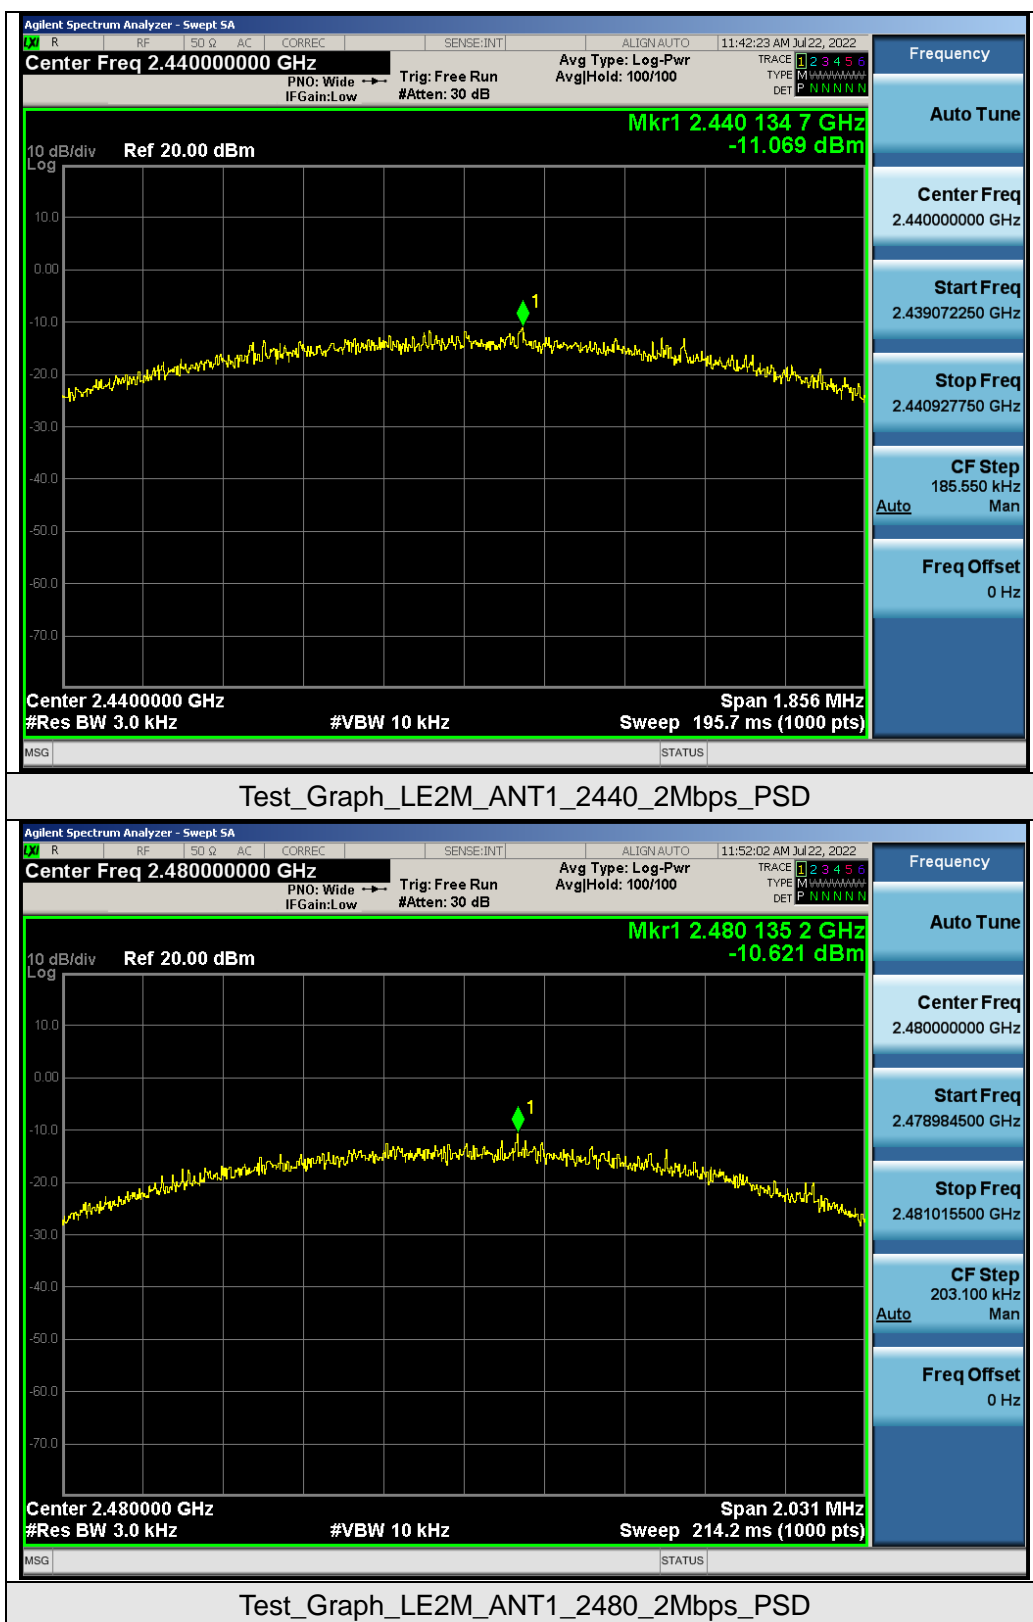 Agilent Spectrum Analyzer - Swept SA
LXI R RF 50 Ω AC CORREC SENSE:INT ALIGN AUTO 11:42:23 AM Jul 22, 2022
Center Freq 2.440000000 GHz
PNO: Wide
IFGain:Low
Trig: Free Run
#Atten: 30 dB
Avg Type: Log-Pwr
Avg|Hold: 100/100
TRACE 1 2 3 4 5 6
TYPE M
DET P N N N N N
Mkr1 2.440 134 7 GHz
-11.069 dBm
10 dB/div Ref 20.00 dBm
Log
10.0
0.00
-10.0
-20.0
-30.0
-40.0
-50.0
-60.0
-70.0
1
Center 2.4400000 GHz Span 1.856 MHz
#Res BW 3.0 kHz #VBW 10 kHz Sweep 195.7 ms (1000 pts)
MSG STATUS
Frequency
Auto Tune
Center Freq
2.440000000 GHz
Start Freq
2.439072250 GHz
Stop Freq
2.440927750 GHz
CF Step
185.550 kHz
Auto Man
Freq Offset
0 Hz
Test_Graph_LE2M_ANT1_2440_2Mbps_PSD
Agilent Spectrum Analyzer - Swept SA
LXI R RF 50 Ω AC CORREC SENSE:INT ALIGN AUTO 11:52:02 AM Jul 22, 2022
Center Freq 2.480000000 GHz
PNO: Wide
IFGain:Low
Trig: Free Run
#Atten: 30 dB
Avg Type: Log-Pwr
Avg|Hold: 100/100
TRACE 1 2 3 4 5 6
TYPE M
DET P N N N N N
Mkr1 2.480 135 2 GHz
-10.621 dBm
10 dB/div Ref 20.00 dBm
Log
10.0
0.00
-10.0
-20.0
-30.0
-40.0
-50.0
-60.0
-70.0
1
Center 2.480000 GHz Span 2.031 MHz
#Res BW 3.0 kHz #VBW 10 kHz Sweep 214.2 ms (1000 pts)
MSG STATUS
Frequency
Auto Tune
Center Freq
2.480000000 GHz
Start Freq
2.478984500 GHz
Stop Freq
2.481015500 GHz
CF Step
203.100 kHz
Auto Man
Freq Offset
0 Hz
Test_Graph_LE2M_ANT1_2480_2Mbps_PSD